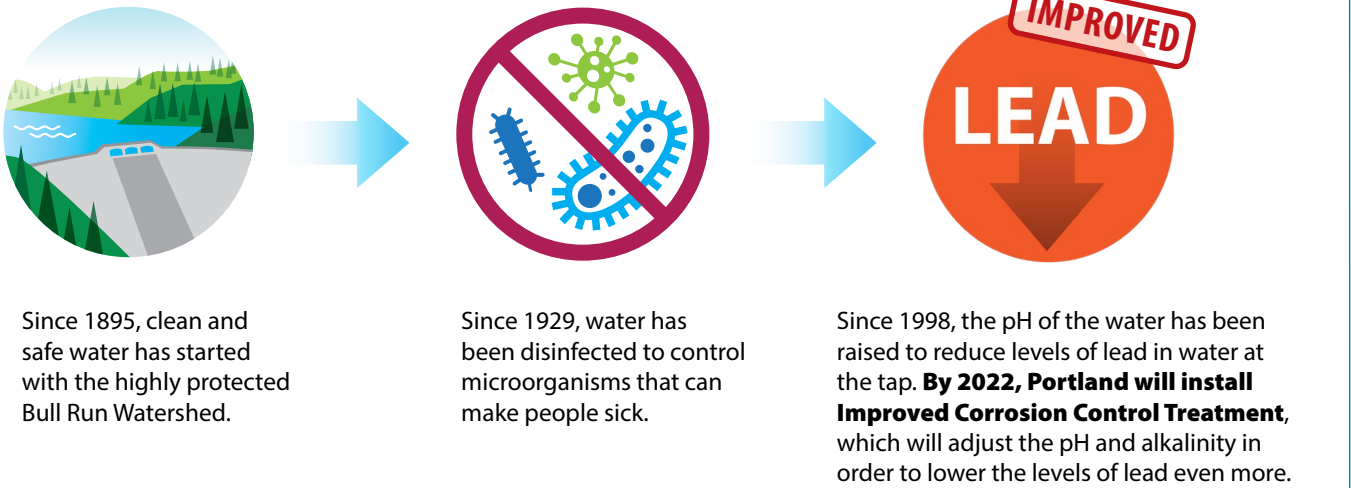 IMPROVED
LEAD
Since 1895, clean and
safe water has started
with the highly protected
Bull Run Watershed.
Since 1929, water has
been disinfected to control
microorganisms that can
make people sick.
Since 1998, the pH of the water has been
raised to reduce levels of lead in water at
the tap. By 2022, Portland will install
Improved Corrosion Control Treatment,
which will adjust the pH and alkalinity in
order to lower the levels of lead even more.